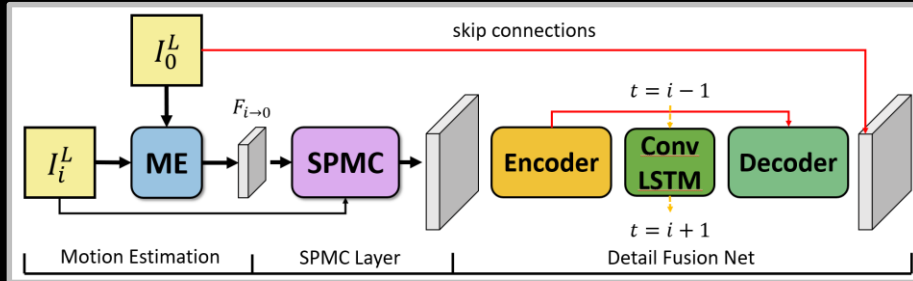 skip connections
I_0^L
t = i − 1
F_{i→0}
I_i^L
ME
SPMC
Encoder
Conv
LSTM
Decoder
t = i + 1
Motion Estimation
SPMC Layer
Detail Fusion Net